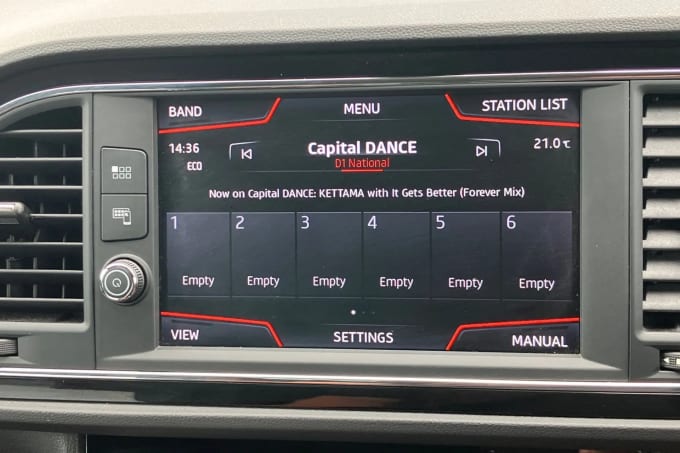 BAND MENU STATION LIST
14:36 Capital DANCE 21.0℃
ECO D1 National
Now on Capital DANCE: KETTAMA with It Gets Better (Forever Mix)
1 2 3 4 5 6
Empty Empty Empty Empty Empty Empty
VIEW SETTINGS MANUAL